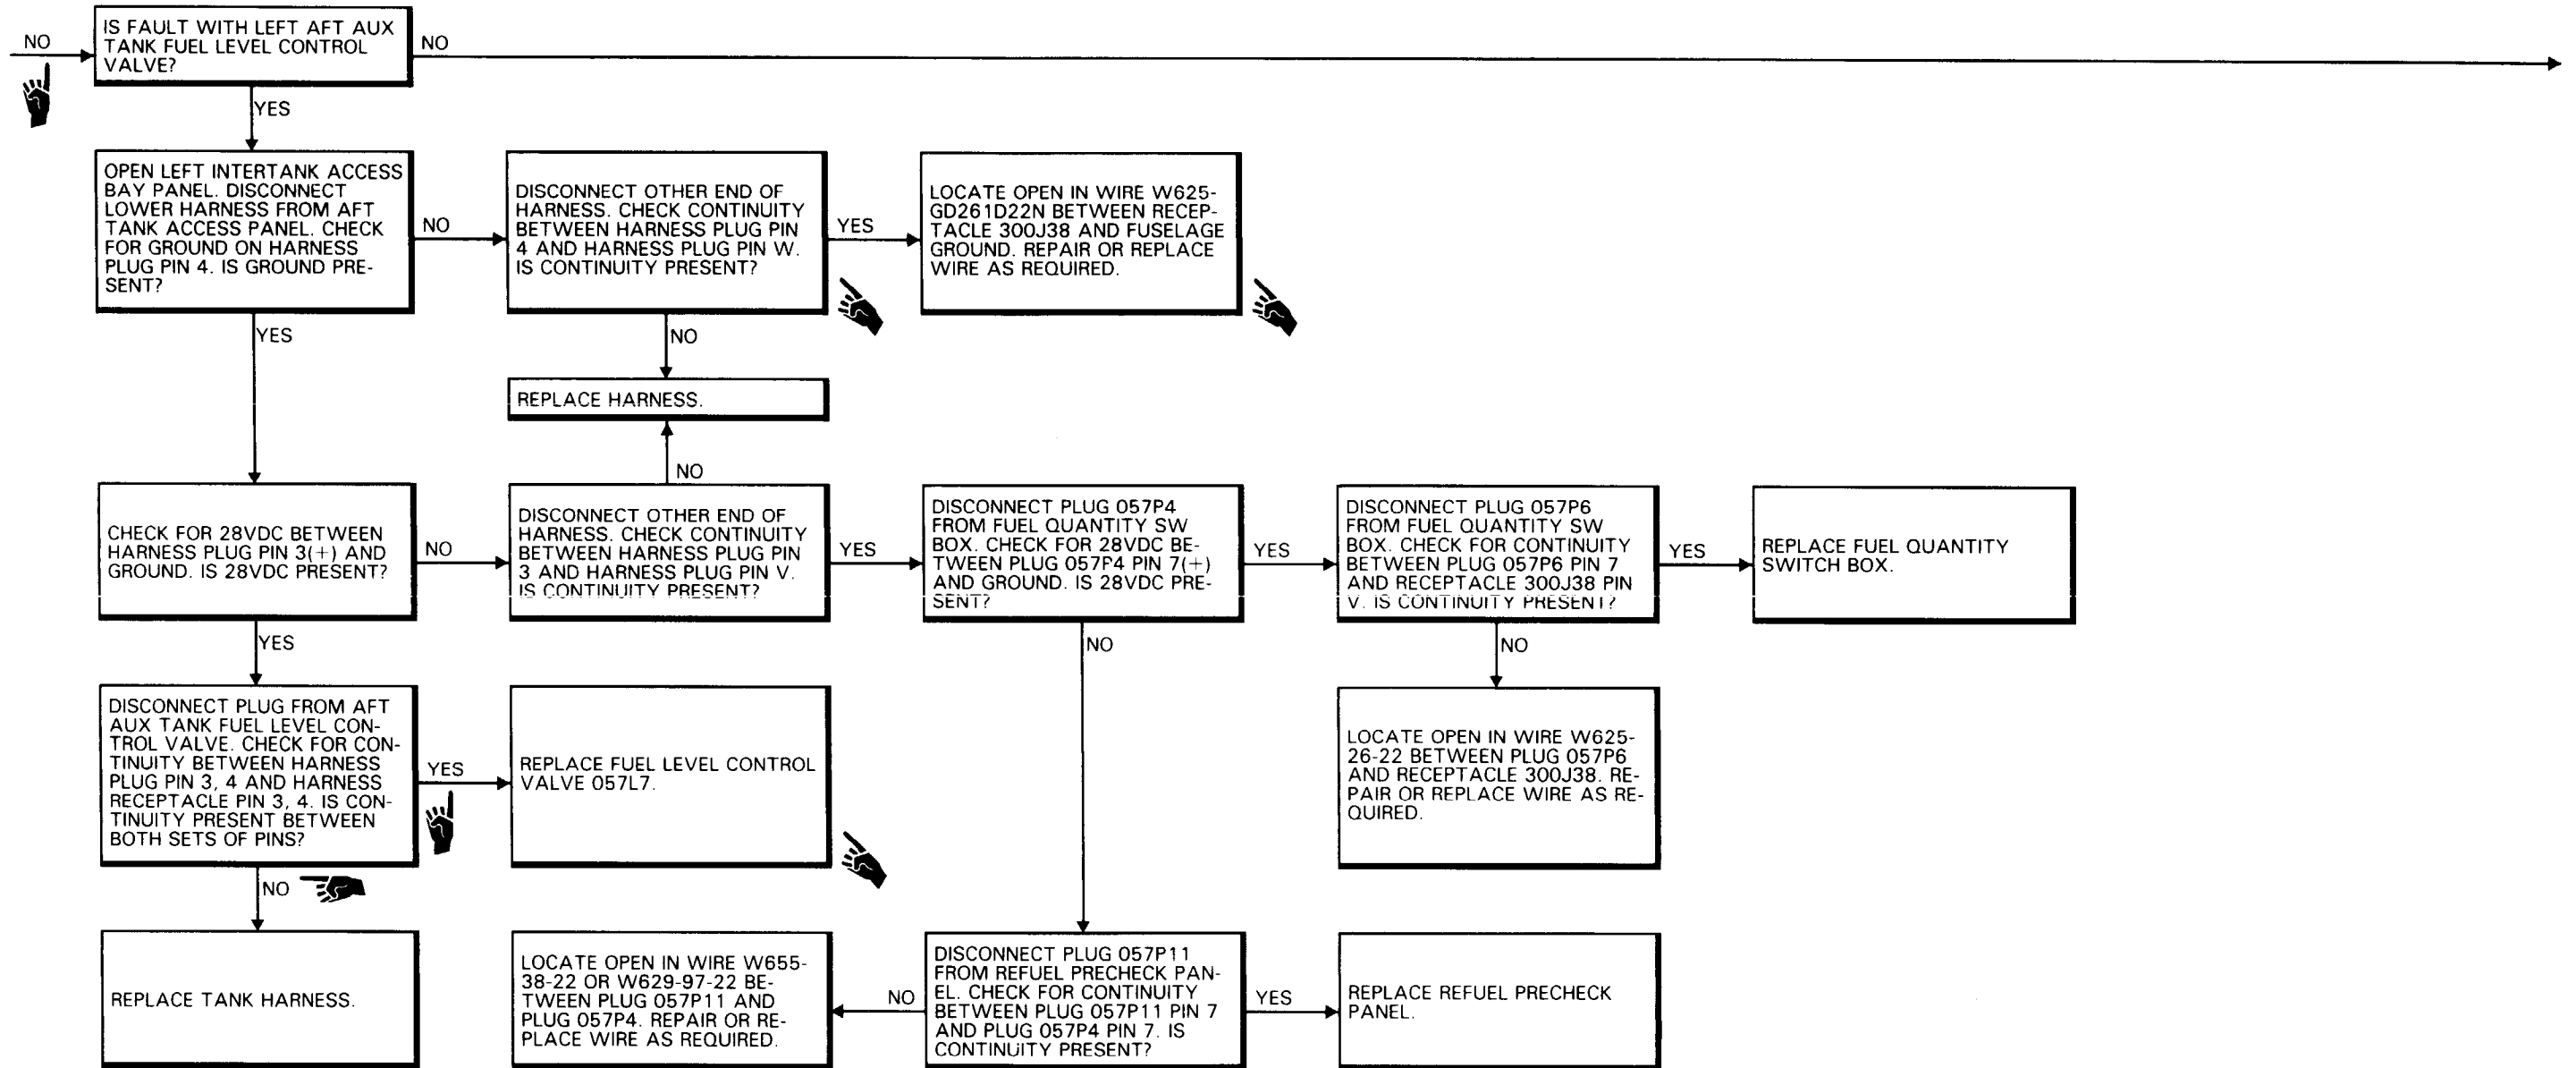 NO
IS FAULT WITH LEFT AFT AUX
TANK FUEL LEVEL CONTROL
VALVE?
NO
YES
OPEN LEFT INTERTANK ACCESS
BAY PANEL. DISCONNECT
LOWER HARNESS FROM AFT
TANK ACCESS PANEL. CHECK
FOR GROUND ON HARNESS
PLUG PIN 4. IS GROUND PRE-
SENT?
NO
DISCONNECT OTHER END OF
HARNESS. CHECK CONTINUITY
BETWEEN HARNESS PLUG PIN
4 AND HARNESS PLUG PIN W.
IS CONTINUITY PRESENT?
YES
LOCATE OPEN IN WIRE W625-
GD261D22N BETWEEN RECEP-
TACLE 300J38 AND FUSELAGE
GROUND. REPAIR OR REPLACE
WIRE AS REQUIRED.
YES
NO
REPLACE HARNESS.
NO
CHECK FOR 28VDC BETWEEN
HARNESS PLUG PIN 3(+) AND
GROUND. IS 28VDC PRESENT?
NO
DISCONNECT OTHER END OF
HARNESS. CHECK CONTINUITY
BETWEEN HARNESS PLUG PIN
3 AND HARNESS PLUG PIN V.
IS CONTINUITY PRESENT?
YES
DISCONNECT PLUG 057P4
FROM FUEL QUANTITY SW
BOX. CHECK FOR 28VDC BE-
TWEEN PLUG 057P4 PIN 7(+)
AND GROUND. IS 28VDC PRE-
SENT?
YES
DISCONNECT PLUG 057P6
FROM FUEL QUANTITY SW
BOX. CHECK FOR CONTINUITY
BETWEEN PLUG 057P6 PIN 7
AND RECEPTACLE 300J38 PIN
V. IS CONTINUITY PRESENT?
YES
REPLACE FUEL QUANTITY
SWITCH BOX.
YES
NO
NO
DISCONNECT PLUG FROM AFT
AUX TANK FUEL LEVEL CON-
TROL VALVE. CHECK FOR CON-
TINUITY BETWEEN HARNESS
PLUG PIN 3, 4 AND HARNESS
RECEPTACLE PIN 3, 4. IS CON-
TINUITY PRESENT BETWEEN
BOTH SETS OF PINS?
YES
REPLACE FUEL LEVEL CONTROL
VALVE 057L7.
LOCATE OPEN IN WIRE W625-
26-22 BETWEEN PLUG 057P6
AND RECEPTACLE 300J38. RE-
PAIR OR REPLACE WIRE AS RE-
QUIRED.
NO
REPLACE TANK HARNESS.
LOCATE OPEN IN WIRE W655-
38-22 OR W629-97-22 BE-
TWEEN PLUG 057P11 AND
PLUG 057P4. REPAIR OR RE-
PLACE WIRE AS REQUIRED.
NO
DISCONNECT PLUG 057P11
FROM REFUEL PRECHECK PAN-
EL. CHECK FOR CONTINUITY
BETWEEN PLUG 057P11 PIN 7
AND PLUG 057P4 PIN 7. IS
CONTINUITY PRESENT?
YES
REPLACE REFUEL PRECHECK
PANEL.